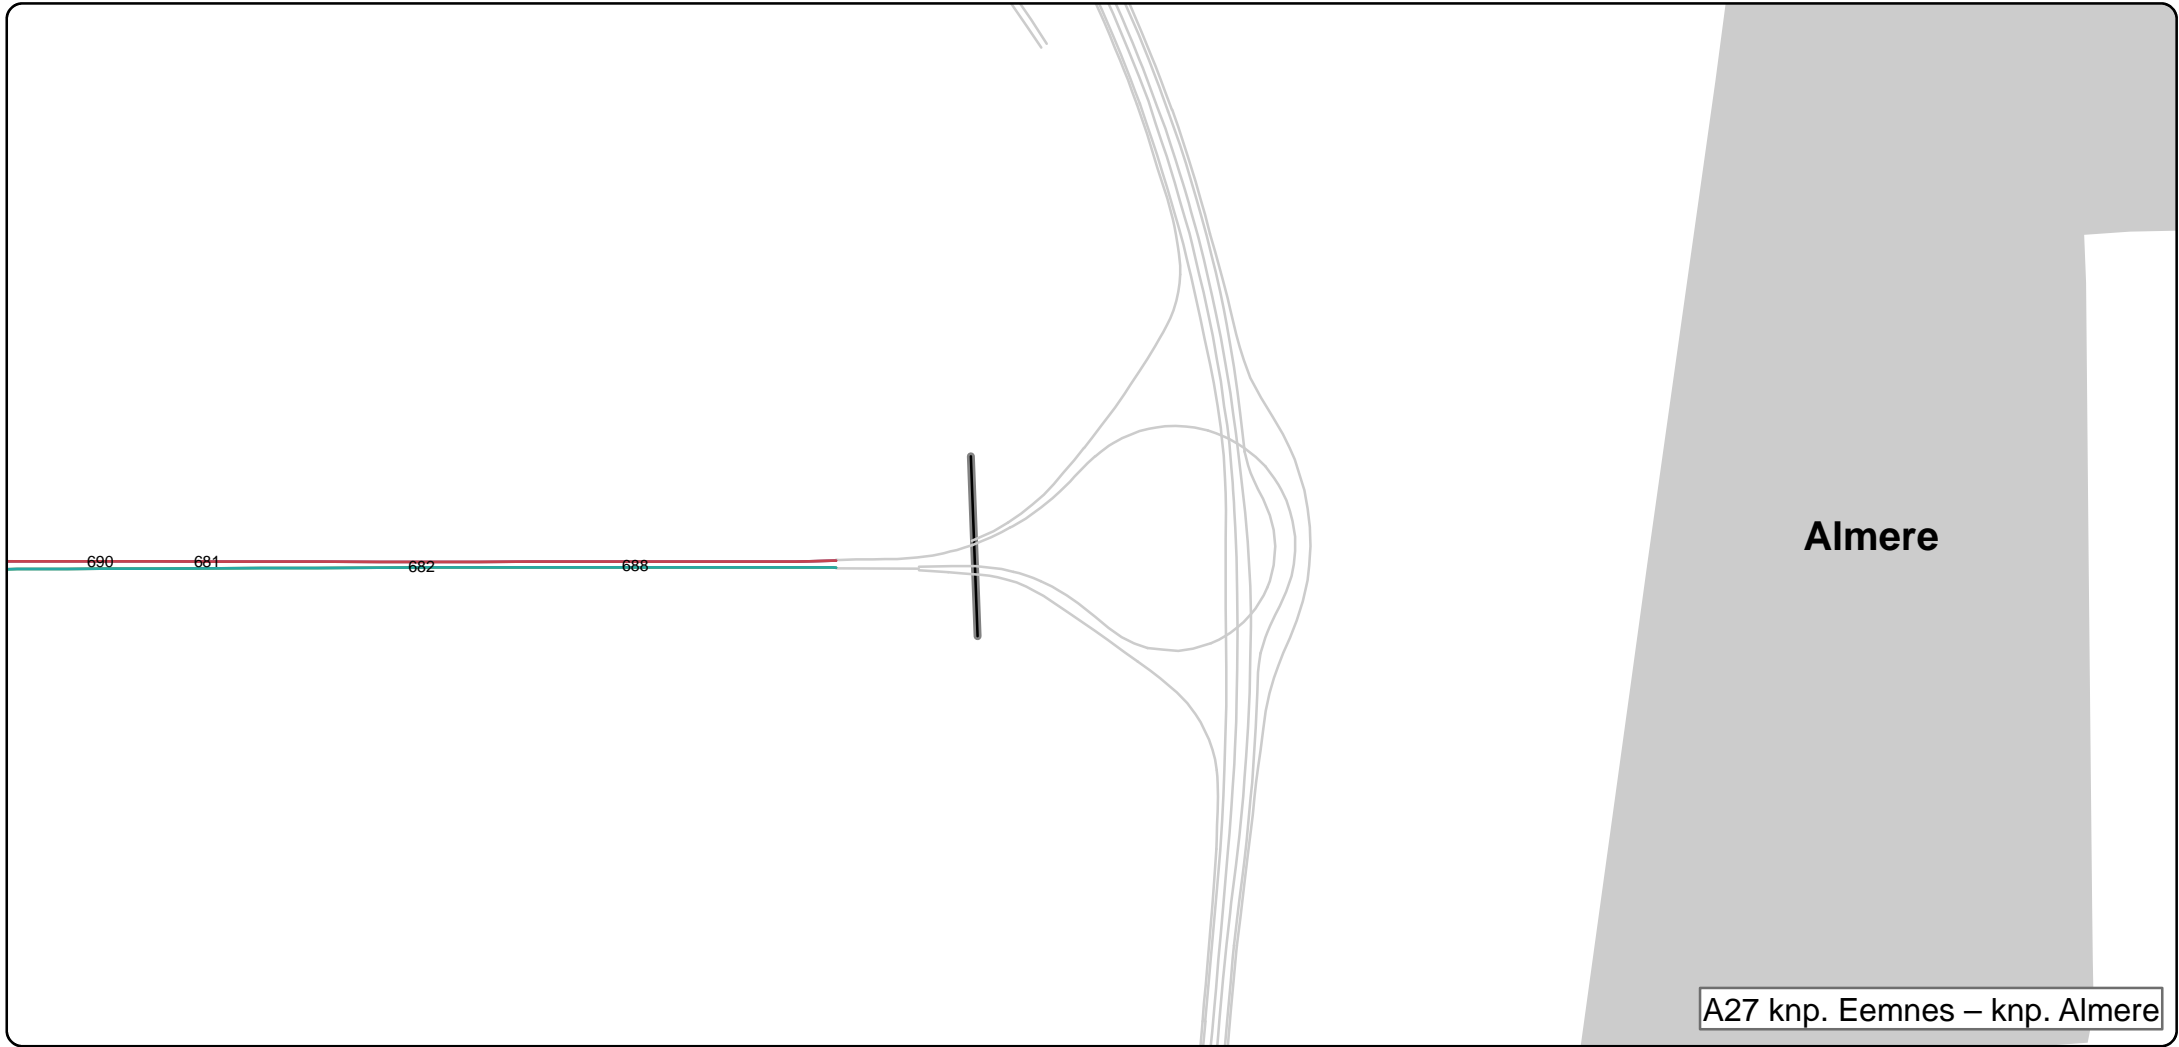 Almere
690
681
682
688
A27 knp. Eemnes – knp. Almere